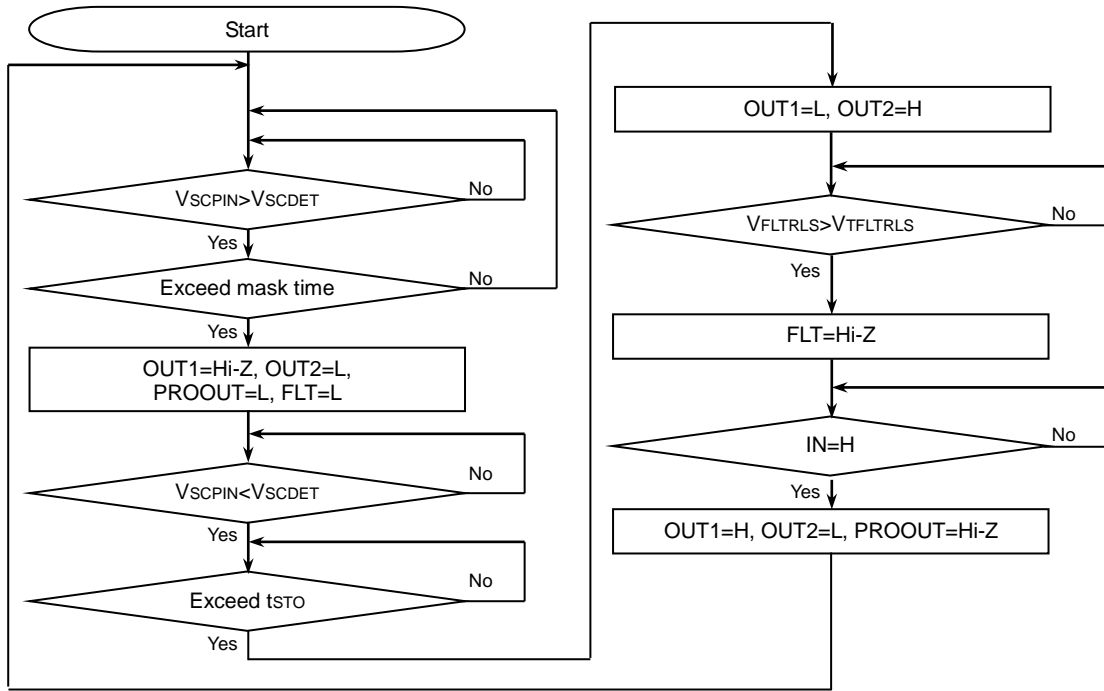 Start
VSCPIN>VSCDET
No
Yes
Exceed mask time
No
Yes
OUT1=Hi-Z, OUT2=L,
PROOUT=L, FLT=L
VSCPIN<VSCDET
No
Yes
Exceed tSTO
No
Yes
OUT1=L, OUT2=H
VFLTRLS>VTFLTRLS
No
Yes
FLT=Hi-Z
IN=H
No
Yes
OUT1=H, OUT2=L, PROOUT=Hi-Z